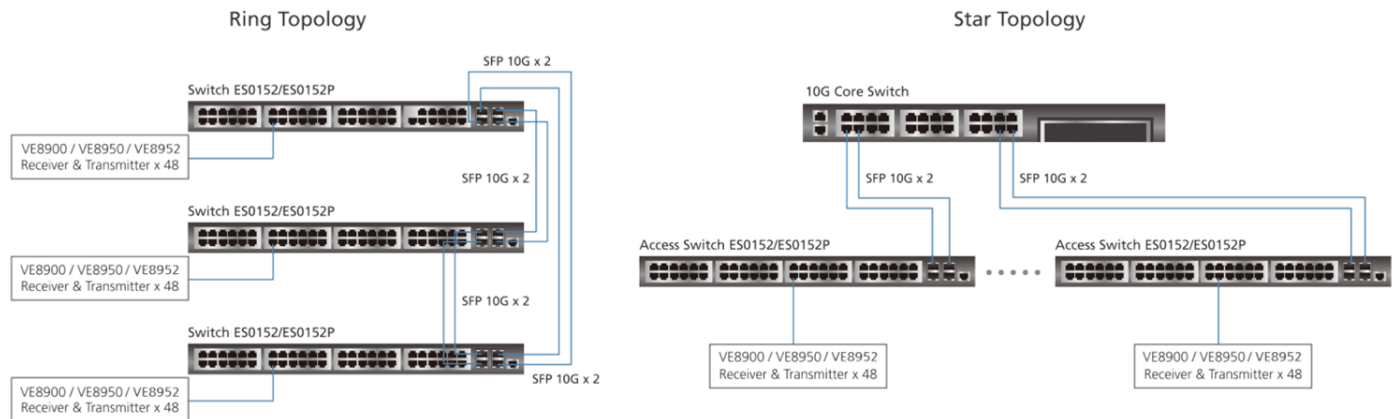 Ring Topology
SFP 10G x 2
Switch ES0152/ES0152P
VE8900 / VE8950 / VE8952
Receiver & Transmitter x 48
SFP 10G x 2
Switch ES0152/ES0152P
VE8900 / VE8950 / VE8952
Receiver & Transmitter x 48
SFP 10G x 2
Switch ES0152/ES0152P
SFP 10G x 2
VE8900 / VE8950 / VE8952
Receiver & Transmitter x 48
Star Topology
10G Core Switch
SFP 10G x 2
SFP 10G x 2
Access Switch ES0152/ES0152P
Access Switch ES0152/ES0152P
VE8900 / VE8950 / VE8952
Receiver & Transmitter x 48
VE8900 / VE8950 / VE8952
Receiver & Transmitter x 48